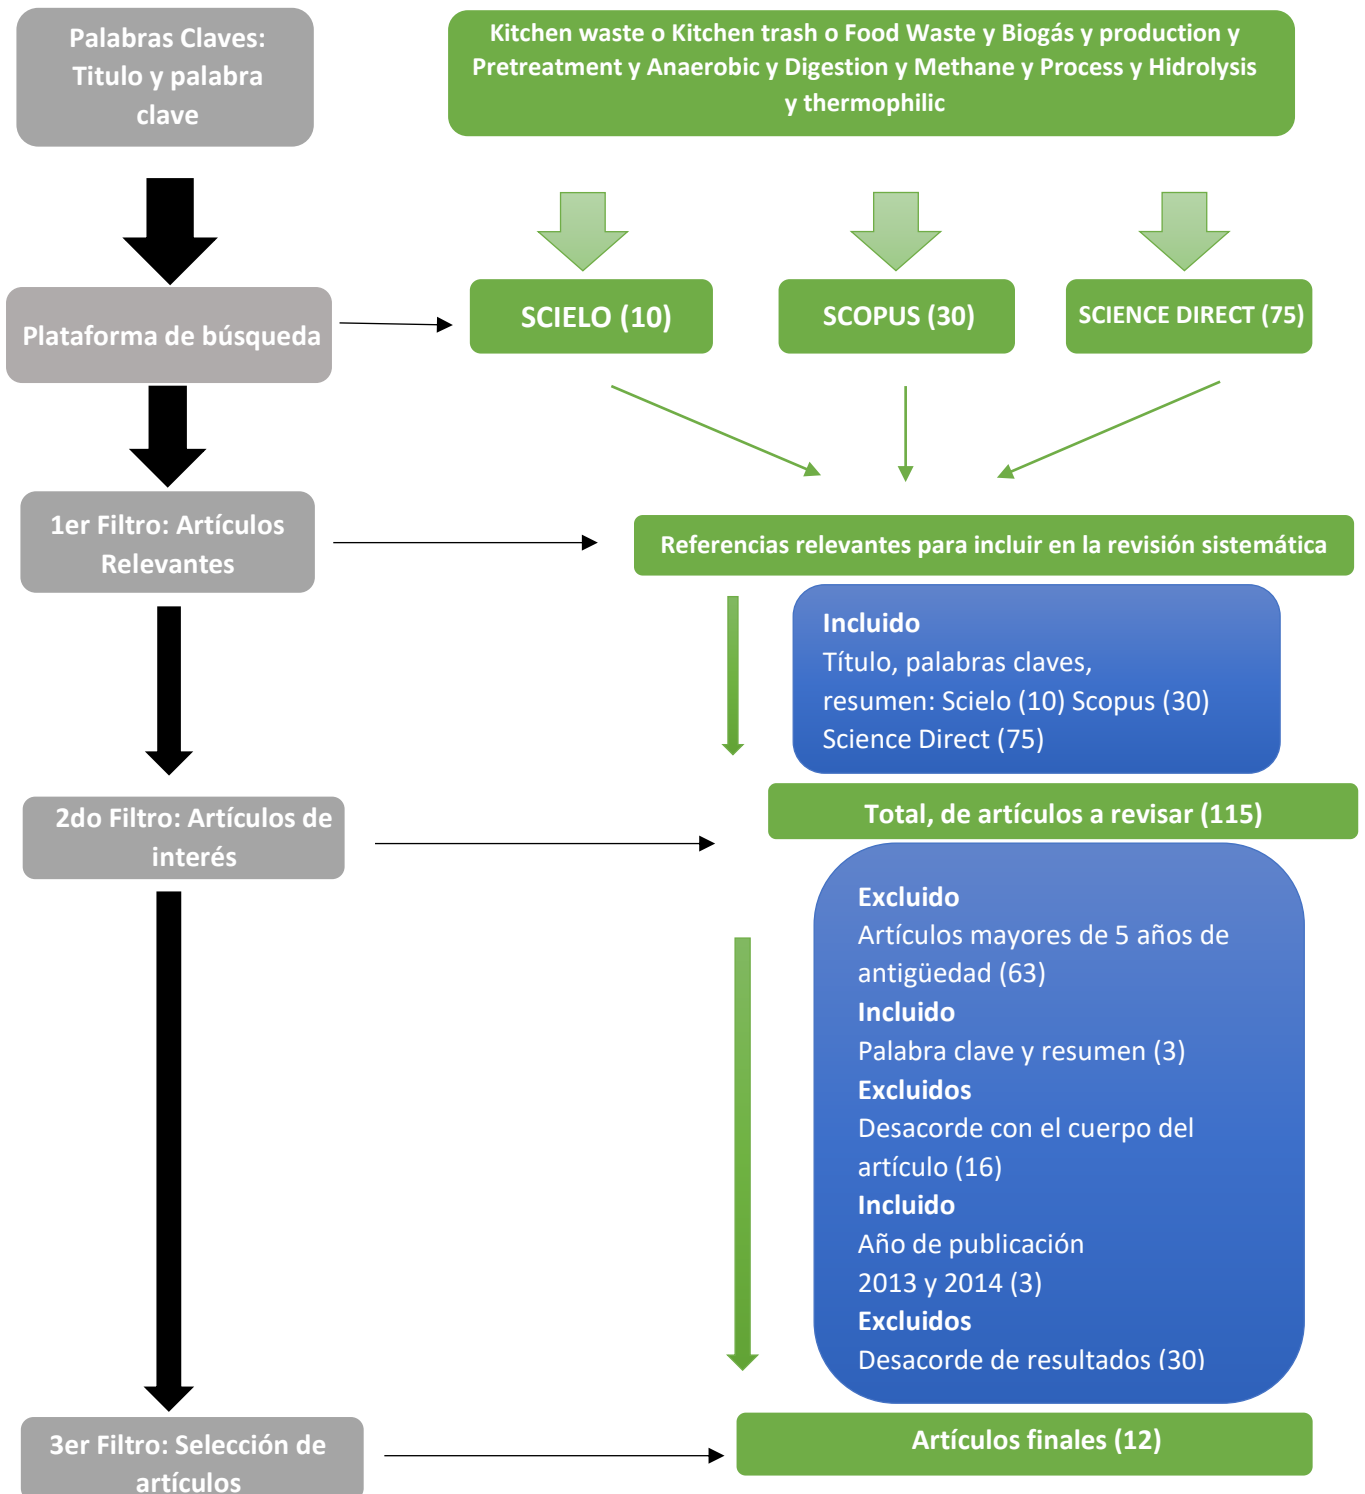 Palabras Claves:
Titulo y palabra
clave
Kitchen waste o Kitchen trash o Food Waste y Biogás y production y
Pretreatment y Anaerobic y Digestion y Methane y Process y Hidrolysis
y thermophilic
Plataforma de búsqueda
SCIELO (10)
SCOPUS (30)
SCIENCE DIRECT (75)
1er Filtro: Artículos
Relevantes
Referencias relevantes para incluir en la revisión sistemática
Incluido
Título, palabras claves,
resumen: Scielo (10) Scopus (30)
Science Direct (75)
2do Filtro: Artículos de
interés
Total, de artículos a revisar (115)
Excluido
Artículos mayores de 5 años de
antigüedad (63)
Incluido
Palabra clave y resumen (3)
Excluidos
Desacorde con el cuerpo del
artículo (16)
Incluido
Año de publicación
2013 y 2014 (3)
Excluidos
Desacorde de resultados (30)
3er Filtro: Selección de
artículos
Artículos finales (12)